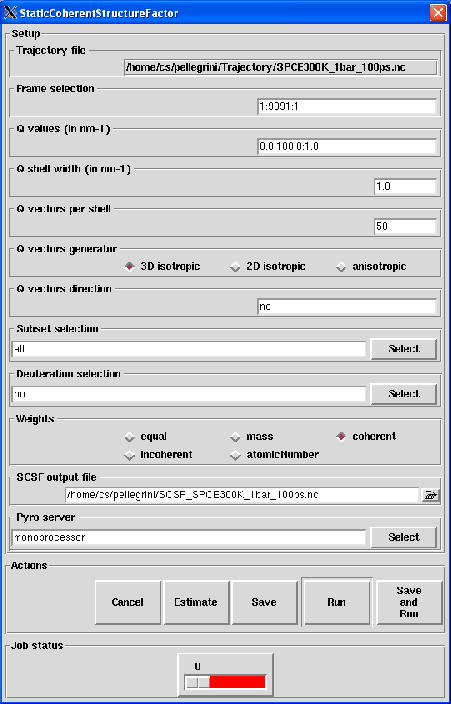 StaticCoherentStructureFactor
Setup
Trajectory file
/home/cs/pellegrini/Trajectory/SPCE300K_1bar_100ps.nc
Frame selection
1:9091:1
Q values (in nm-1)
0.0:100.0:1.0
Q shell width (in nm-1)
1.0
Q vectors per shell
50
Q vectors generator
3D isotropic 2D isotropic anisotropic
Q vectors direction
no
Subset selection
all Select
Deuteration selection
no Select
Weights
equal mass coherent
incoherent atomicNumber
SCSF output file
/home/cs/pellegrini/SCSF_SPCE300K_1bar_100ps.nc
Pyro server
monoprocessor Select
Actions
Cancel Estimate Save Run Save and Run
Job status
0